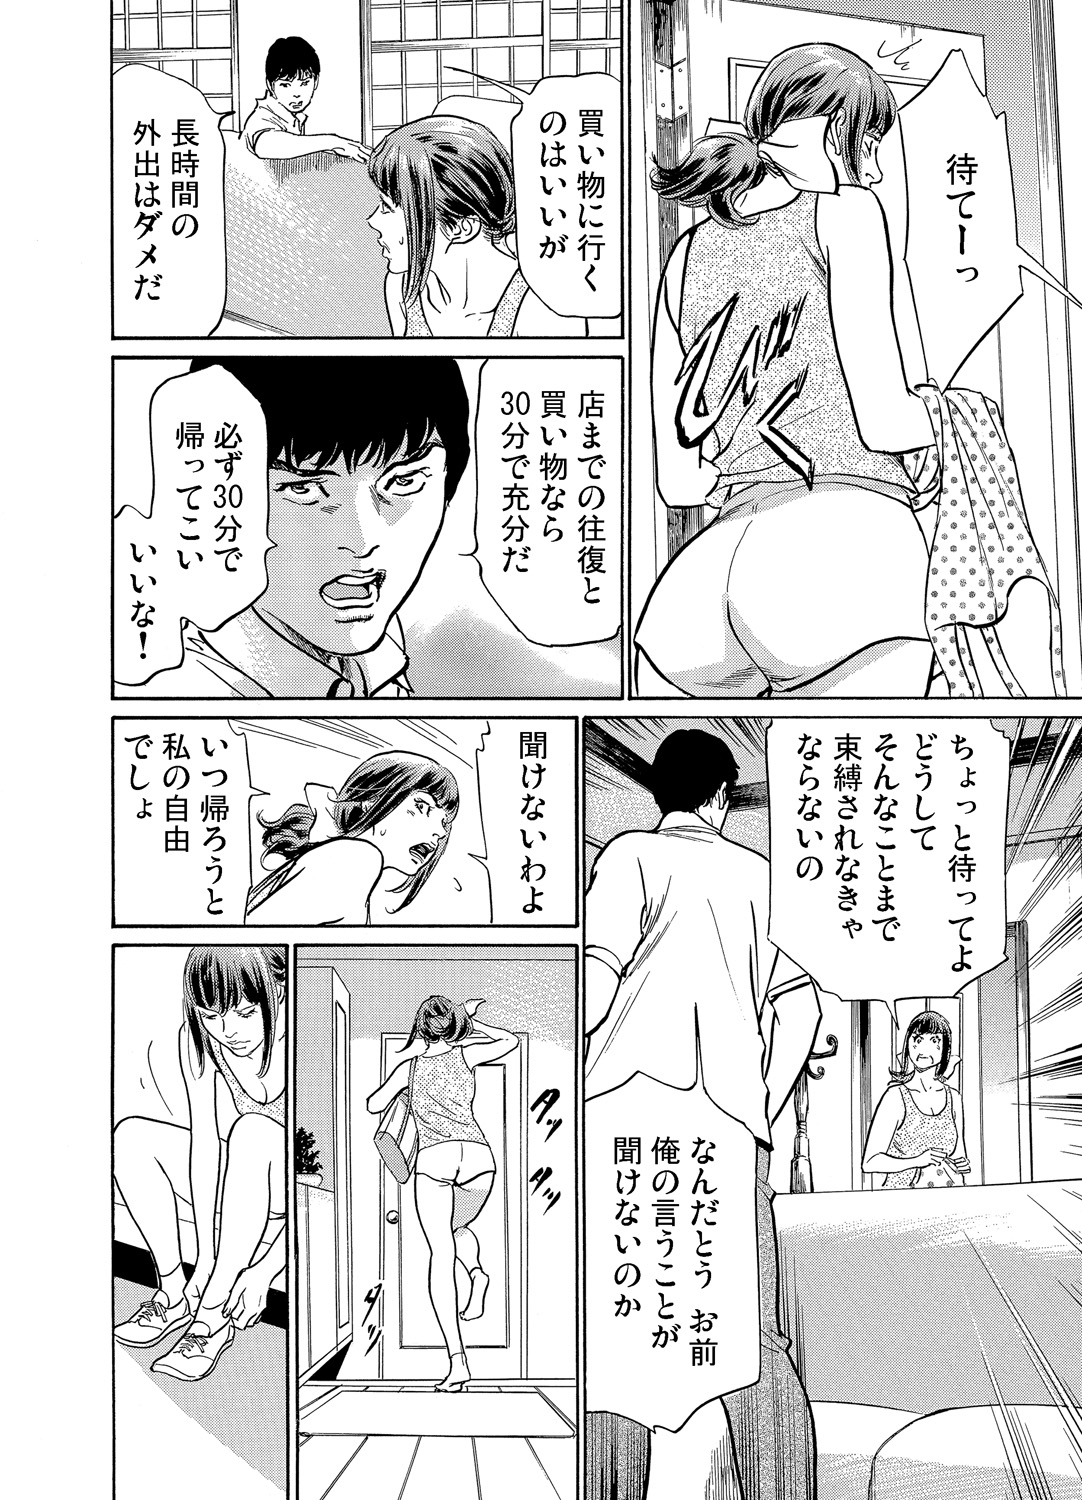 待てーっ
びくっ
買い物に行く
のはいいが
長時間の
外出はダメだ
店までの往復と
買い物なら
30分で充分だ
必ず30分で
帰ってこい
いいな！
ちょっと待ってよ
どうして
そんなことまで
束縛されなきゃ
ならないの
なんだとう お前
俺の言うことが
聞けないのか
聞けないわよ
いつ帰ろうと
私の自由
でしょ
タッ
タッ
タッ